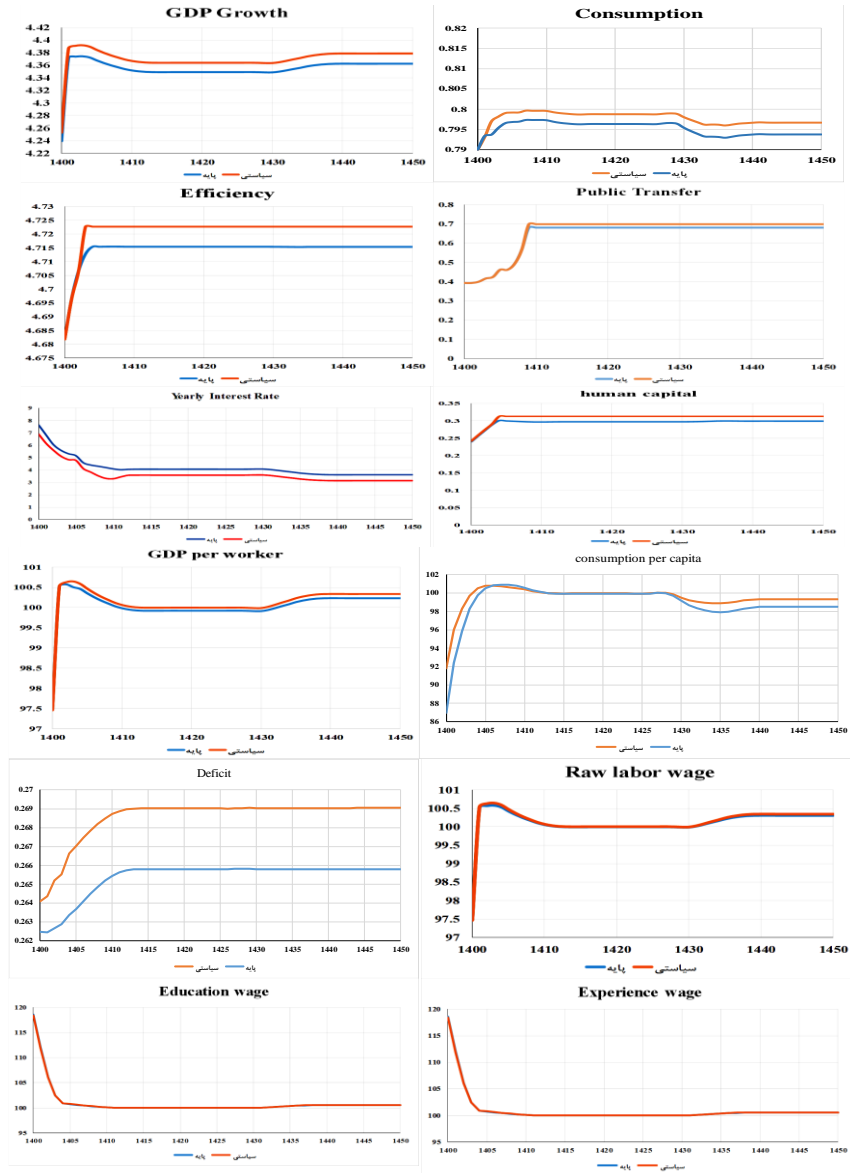 GDP Growth
4.42
4.4
4.38
4.36
4.34
4.32
4.3
4.28
4.26
4.24
4.22
1400 1410 1420 1430 1440 1450
پایه سیاستی
Consumption
0.82
0.815
0.81
0.805
0.8
0.795
0.79
1400 1410 1420 1430 1440 1450
سیاستی پایه
Efficiency
4.73
4.725
4.72
4.715
4.71
4.705
4.7
4.695
4.69
4.685
4.68
4.675
1400 1410 1420 1430 1440 1450
پایه سیاستی
Public Transfer
0.8
0.7
0.6
0.5
0.4
0.3
0.2
0.1
0
1400 1410 1420 1430 1440 1450
پایه سیاستی
Yearly Interest Rate
9
8
7
6
5
4
3
2
1
0
1400 1405 1410 1415 1420 1425 1430 1435 1440 1445 1450
پایه سیاستی
human capital
0.35
0.3
0.25
0.2
0.15
0.1
0.05
0
1400 1410 1420 1430 1440 1450
پایه سیاستی
GDP per worker
101
100.5
100
99.5
99
98.5
98
97.5
97
1400 1410 1420 1430 1440 1450
پایه سیاستی
consumption per capita
102
100
98
96
94
92
90
88
86
1400 1405 1410 1415 1420 1425 1430 1435 1440 1445 1450
سیاستی پایه
Deficit
0.27
0.269
0.268
0.267
0.266
0.265
0.264
0.263
0.262
1400 1405 1410 1415 1420 1425 1430 1435 1440 1445 1450
سیاستی پایه
Raw labor wage
101
100.5
100
99.5
99
98.5
98
97.5
97
1400 1410 1420 1430 1440 1450
پایه سیاستی
Education wage
120
115
110
105
100
95
1400 1405 1410 1415 1420 1425 1430 1435 1440 1445 1450
پایه سیاستی
Experience wage
120
115
110
105
100
95
1400 1405 1410 1415 1420 1425 1430 1435 1440 1445 1450
پایه سیاستی